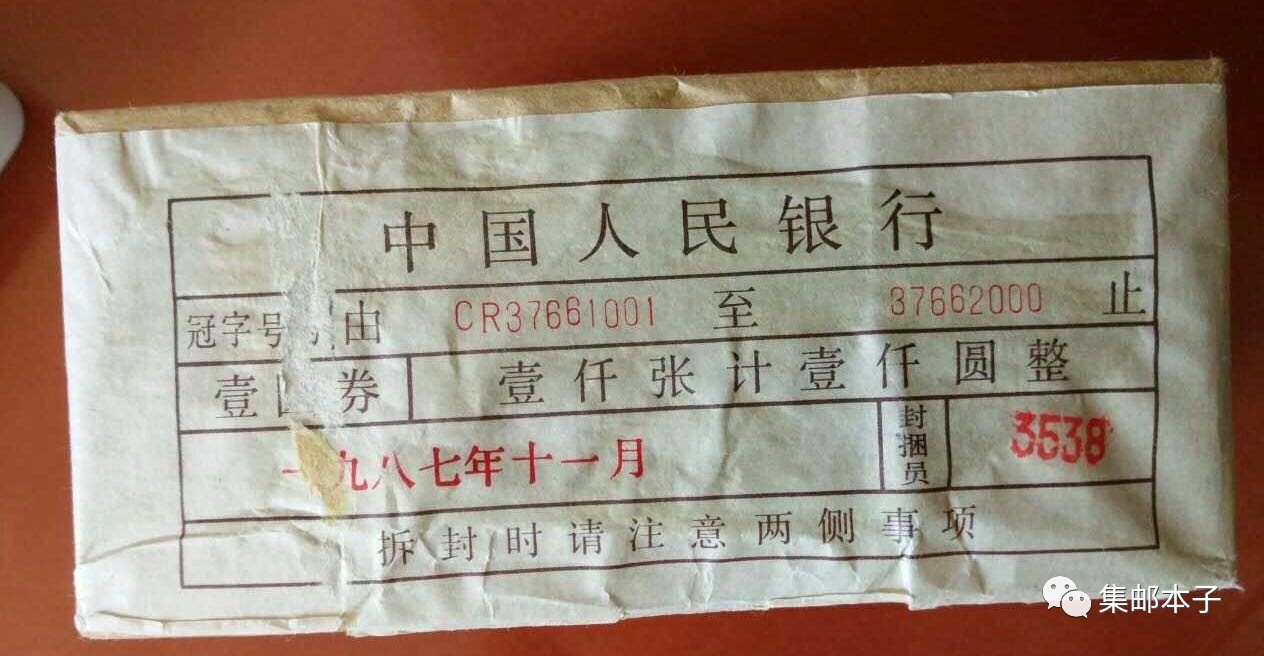 中国人民银行
冠字号 由 CR37661001 至 37662000 止
壹 券 壹仟张计壹仟圆整
一九八七年十一月 封捆员 3538
拆封时请注意两侧事项
集邮本子